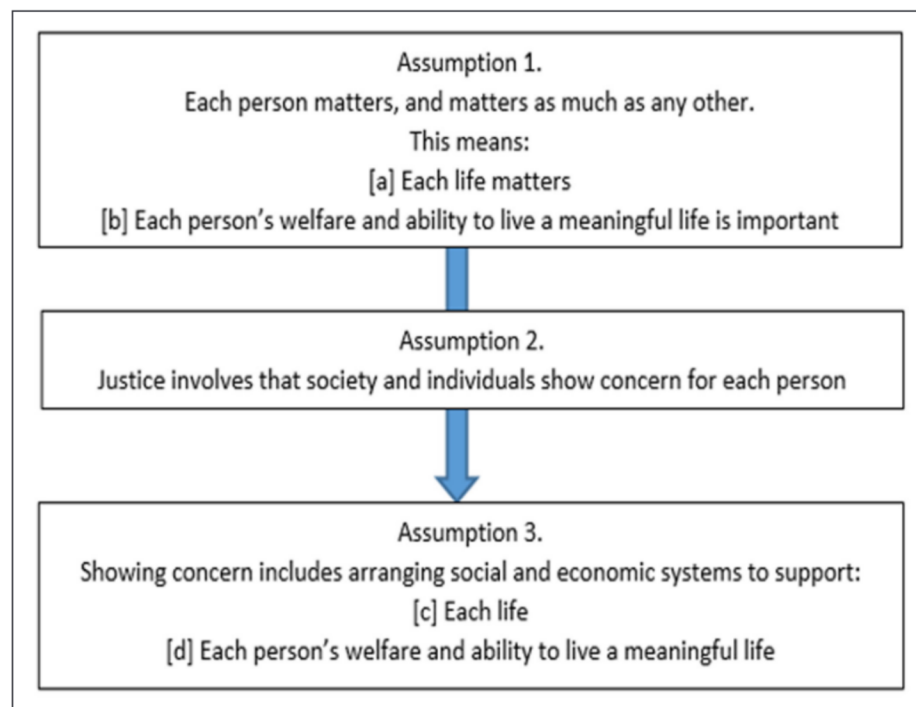 Assumption 1.
Each person matters, and matters as much as any other.
This means:
[a] Each life matters
[b] Each person's welfare and ability to live a meaningful life is important
Assumption 2.
Justice involves that society and individuals show concern for each person
Assumption 3.
Showing concern includes arranging social and economic systems to support:
[c] Each life
[d] Each person's welfare and ability to live a meaningful life